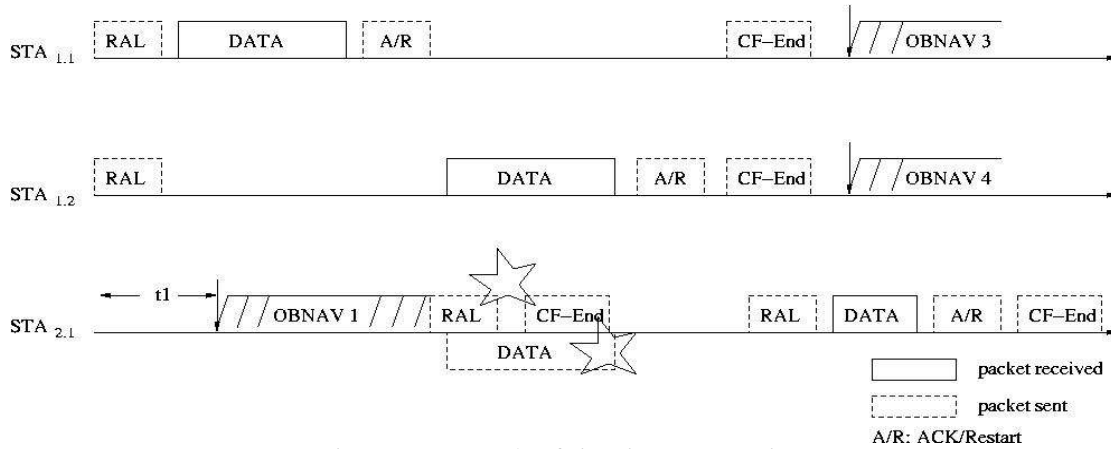 STA 1.1 RAL DATA A/R CF-End OBNAV 3
STA 1.2 RAL DATA A/R CF-End OBNAV 4
t1
STA 2.1 OBNAV 1 RAL CF-End RAL DATA A/R CF-End
DATA
packet received
packet sent
A/R: ACK/Restart